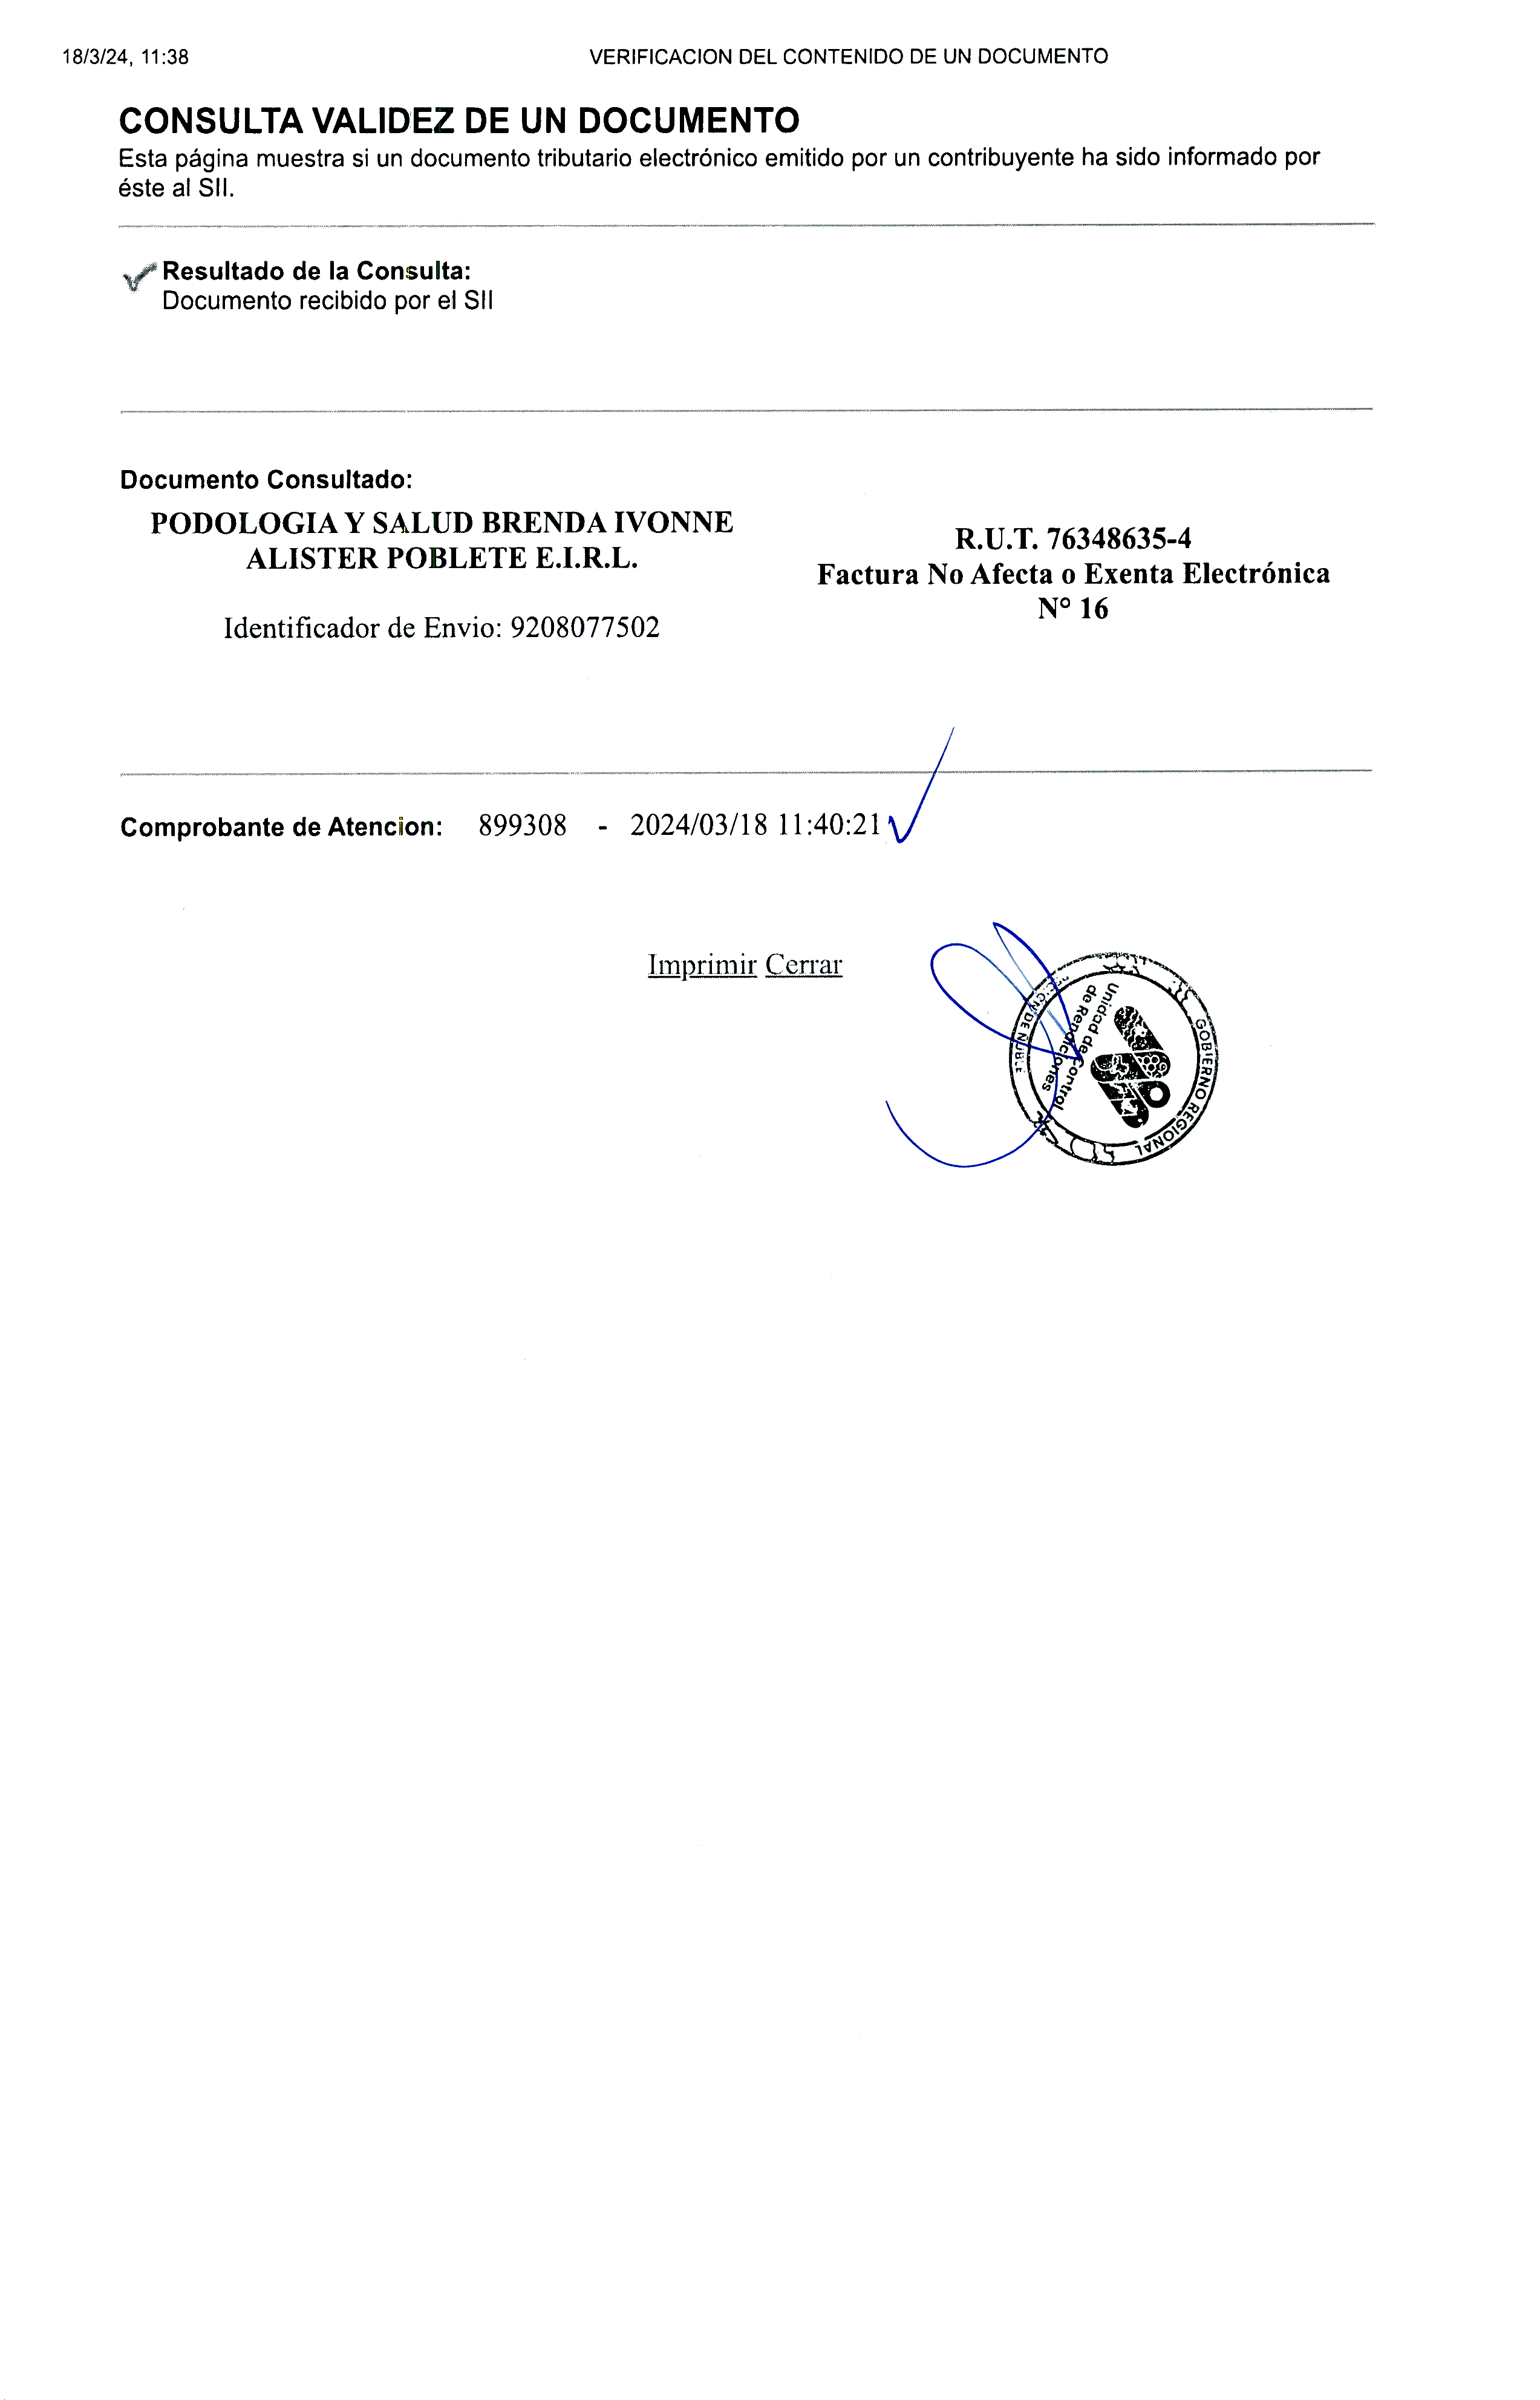 18/3/24, 11:38 VERIFICACION DEL CONTENIDO DE UN DOCUMENTO
CONSULTA VALIDEZ DE UN DOCUMENTO
Esta página muestra si un documento tributario electrónico emitido por un contribuyente ha sido informado por
éste al SII.
Resultado de la Consulta:
Documento recibido por el SII
Documento Consultado:
PODOLOGIA Y SALUD BRENDA IVONNE
ALISTER POBLETE E.I.R.L.
Identificador de Envio: 9208077502
R.U.T. 76348635-4
Factura No Afecta o Exenta Electrónica
N° 16
Comprobante de Atencion: 899308 - 2024/03/18 11:40:21
Imprimir Cerrar
GOBIERNO REGIONAL
DE ÑUBLE
Unidad de Control
de Rendiciones